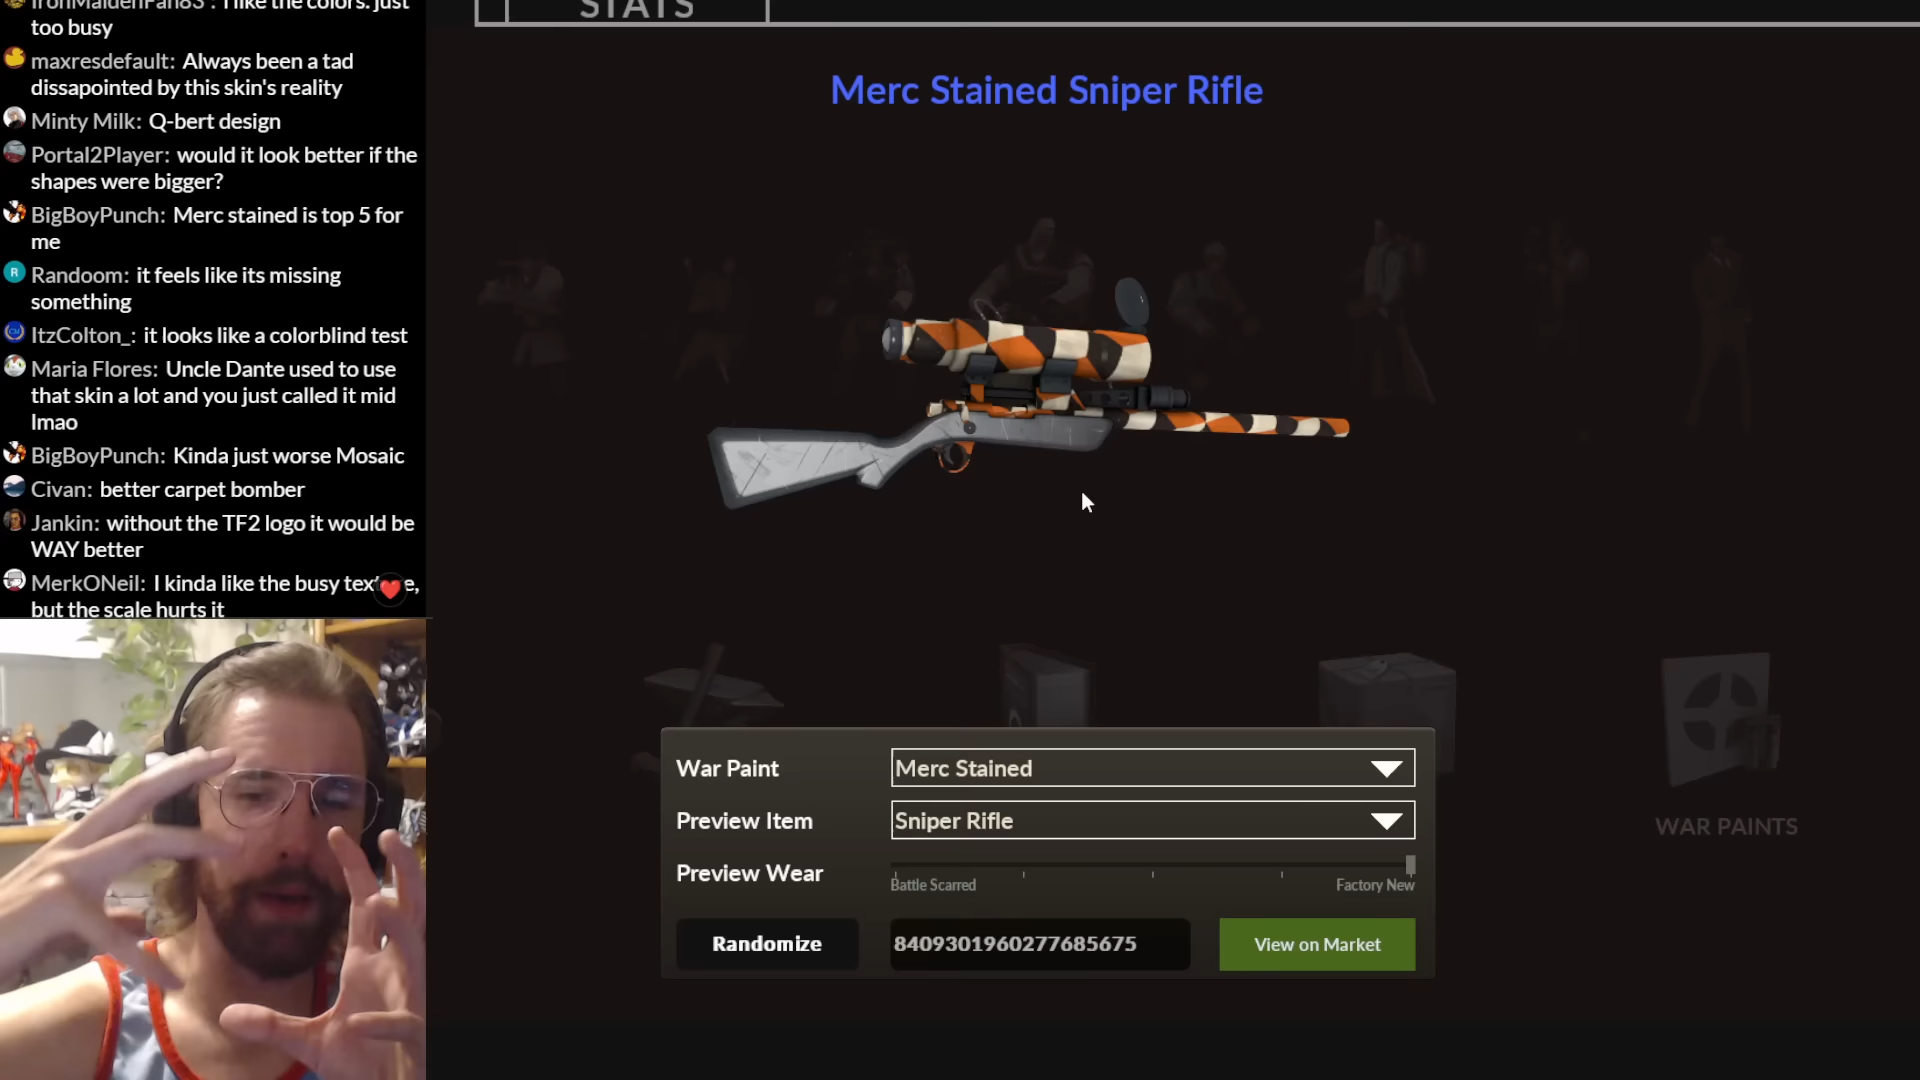 IronMaidenFan83 : I like the colors. just
too busy
maxresdefault: Always been a tad
dissapointed by this skin's reality
Minty Milk: Q-bert design
Portal2Player: would it look better if the
shapes were bigger?
BigBoyPunch: Merc stained is top 5 for
me
R Randoom: it feels like its missing
something
ItzColton_: it looks like a colorblind test
Maria Flores: Uncle Dante used to use
that skin a lot and you just called it mid
lmao
BigBoyPunch: Kinda just worse Mosaic
Civan: better carpet bomber
Jankin: without the TF2 logo it would be
WAY better
MerkONeil: I kinda like the busy
but the scale hurts it
STATS
Merc Stained Sniper Rifle
War Paint
Merc Stained
Preview Item
Sniper Rifle
Preview Wear
Battle Scarred
Factory New
Randomize
8409301960277685675
View on Market
WAR PAINTS